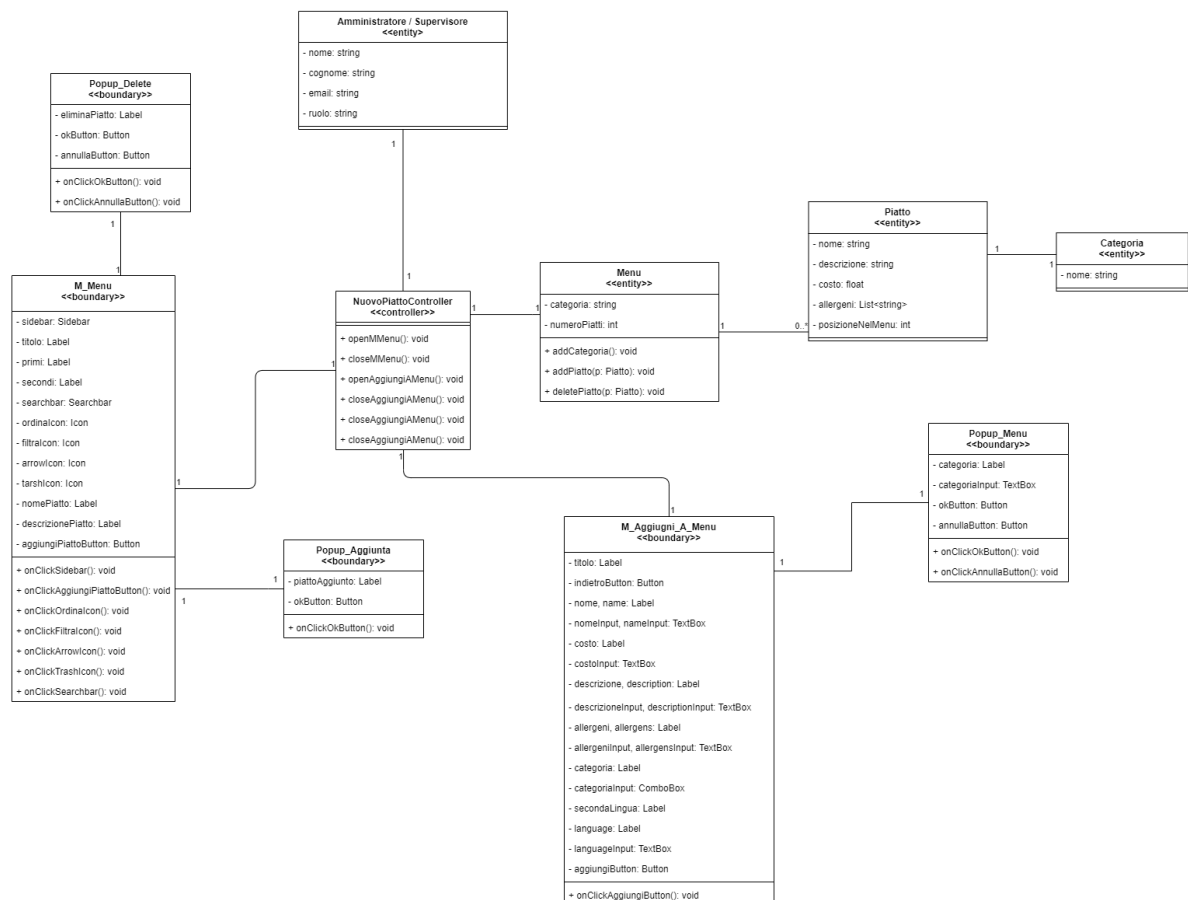 Amministratore / Supervisore
<<entity>
- nome: string
- cognome: string
- email: string
- ruolo: string
1
1
Popup_Delete
<<boundary>>
- eliminaPiatto: Label
- okButton: Button
- annullaButton: Button
+ onClickOkButton(): void
+ onClickAnnullaButton(): void
1
1
M_Menu
<<boundary>>
- sidebar: Sidebar
- titolo: Label
- primi: Label
- secondi: Label
- searchbar: Searchbar
- ordinaIcon: Icon
- filtraIcon: Icon
- arrowIcon: Icon
- tarshIcon: Icon
- nomePiatto: Label
- descrizionePiatto: Label
- aggiungiPiattoButton: Button
+ onClickSidebar(): void
+ onClickAggiungiPiattoButton(): void
+ onClickOrdinaIcon(): void
+ onClickFiltraIcon(): void
+ onClickArrowIcon(): void
+ onClickTrashIcon(): void
+ onClickSearchbar(): void
1
1
1
1
Popup_Aggiunta
<<boundary>>
- piattoAggiunto: Label
- okButton: Button
+ onClickOkButton(): void
NuovoPiattoController
<<controller>>
+ openMMenu(): void
+ closeMMenu(): void
+ openAggiungiAMenu(): void
+ closeAggiungiAMenu(): void
+ closeAggiungiAMenu(): void
+ closeAggiungiAMenu(): void
1
1
Menu
<<entity>>
- categoria: string
- numeroPiatti: int
+ addCategoria(): void
+ addPiatto(p: Piatto): void
+ deletePiatto(p: Piatto): void
1
0..*
Piatto
<<entity>>
- nome: string
- descrizione: string
- costo: float
- allergeni: List<string>
- posizioneNelMenu: int
1
1
Categoria
<<entity>>
- nome: string
1
1
M_Aggiugni_A_Menu
<<boundary>>
- titolo: Label
- indietroButton: Button
- nome, name: Label
- nomeInput, nameInput: TextBox
- costo: Label
- costoInput: TextBox
- descrizione, description: Label
- descrizioneInput, descriptionInput: TextBox
- allergeni, allergens: Label
- allergeniInput, allergensInput: TextBox
- categoria: Label
- categoriaInput: ComboBox
- secondaLingua: Label
- language: Label
- languageInput: TextBox
- aggiungiButton: Button
+ onClickAggiungiButton(): void
1
1
Popup_Menu
<<boundary>>
- categoria: Label
- categoriaInput: TextBox
- okButton: Button
- annullaButton: Button
+ onClickOkButton(): void
+ onClickAnnullaButton(): void